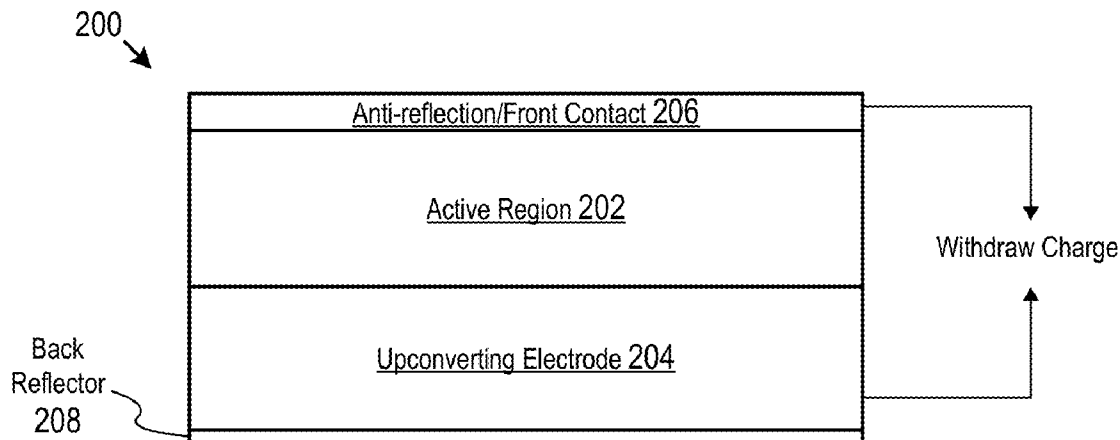 200
Anti-reflection/Front Contact 206
Active Region 202
Withdraw Charge
Upconverting Electrode 204
Back
Reflector
208